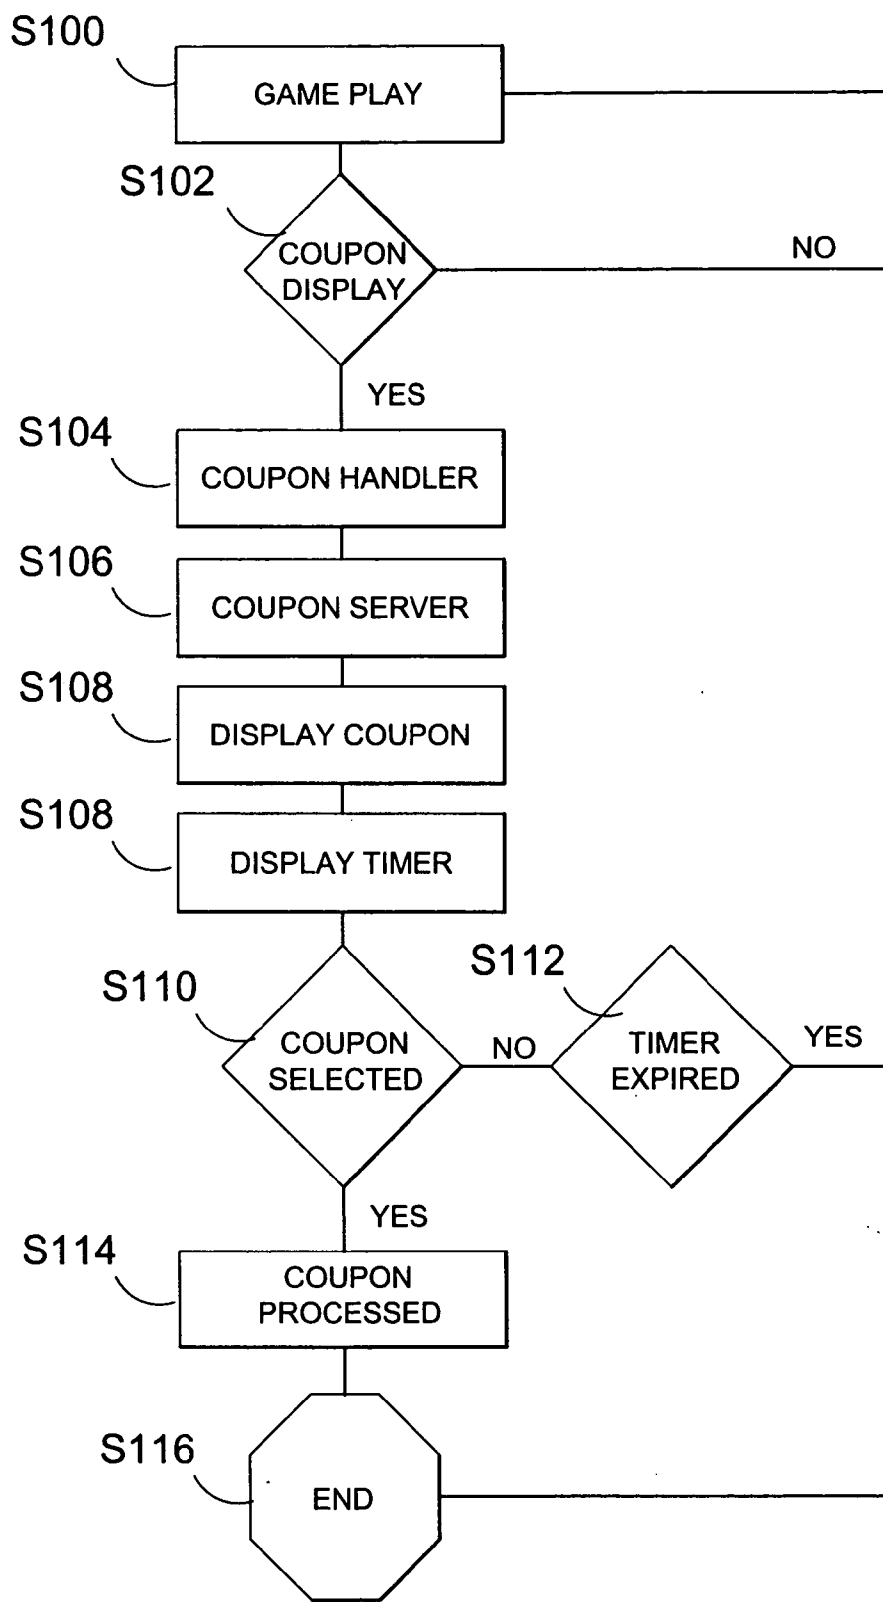 S100
GAME PLAY
S102
COUPON
DISPLAY
NO
YES
S104
COUPON HANDLER
S106
COUPON SERVER
S108
DISPLAY COUPON
S108
DISPLAY TIMER
S110
COUPON
SELECTED
NO
S112
TIMER
EXPIRED
YES
YES
S114
COUPON
PROCESSED
S116
END